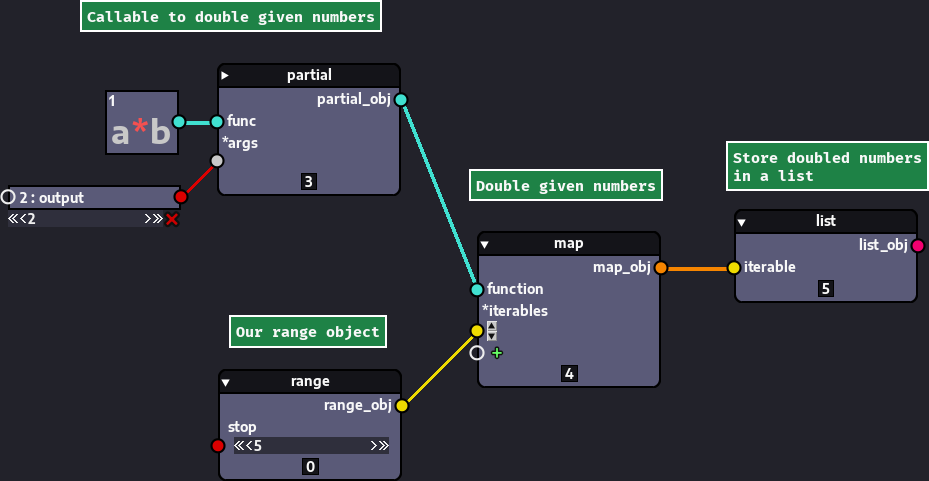 Callable to double given numbers
partial
partial_obj
1
a*b
func
*args
2 : output
2
3
Double given numbers
Store doubled numbers
in a list
map
map_obj
function
*iterables
+
4
list
list_obj
iterable
5
Our range object
range
range_obj
stop
5
0